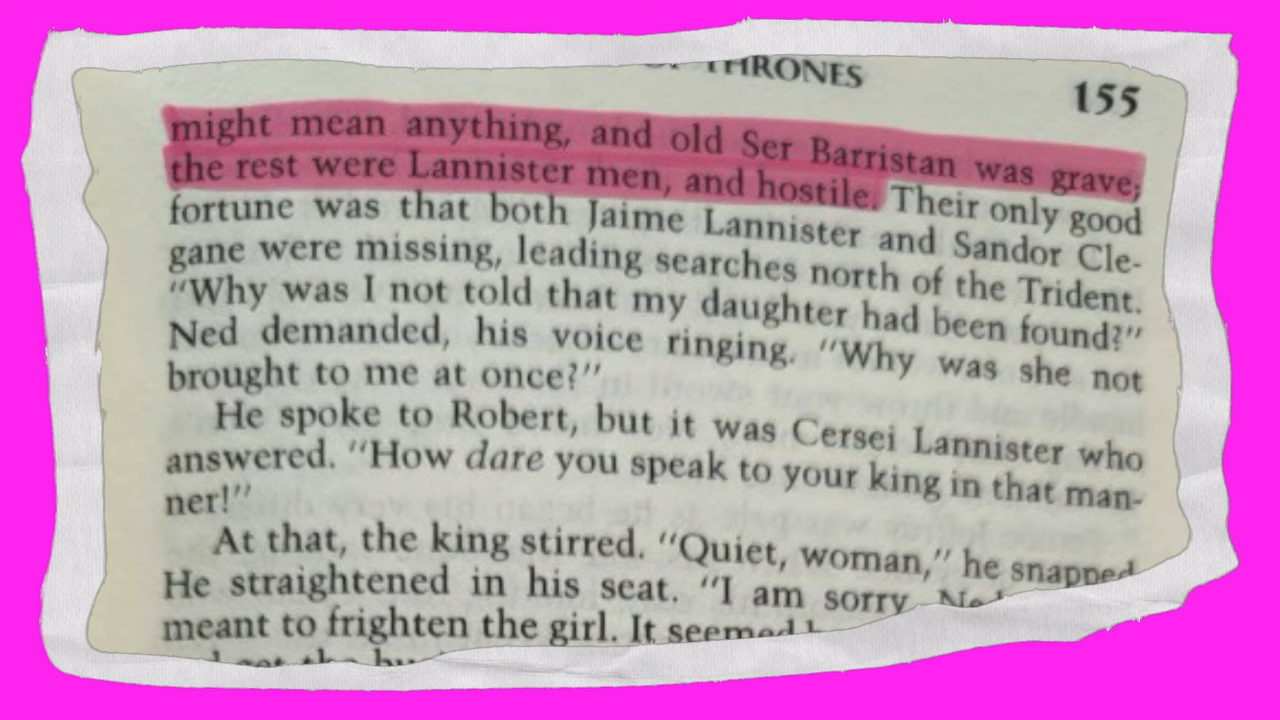 THRONES
155
might mean anything, and old Ser Barristan was grave;
the rest were Lannister men, and hostile. Their only good
fortune was that both Jaime Lannister and Sandor Cle-
gane were missing, leading searches north of the Trident.
“Why was I not told that my daughter had been found?”
Ned demanded, his voice ringing. “Why was she not
brought to me at once?”
He spoke to Robert, but it was Cersei Lannister who
answered. “How dare you speak to your king in that man-
ner!”
At that, the king stirred. “Quiet, woman,” he snapped
He straightened in his seat. “I am sorry,
meant to frighten the girl. It seemed